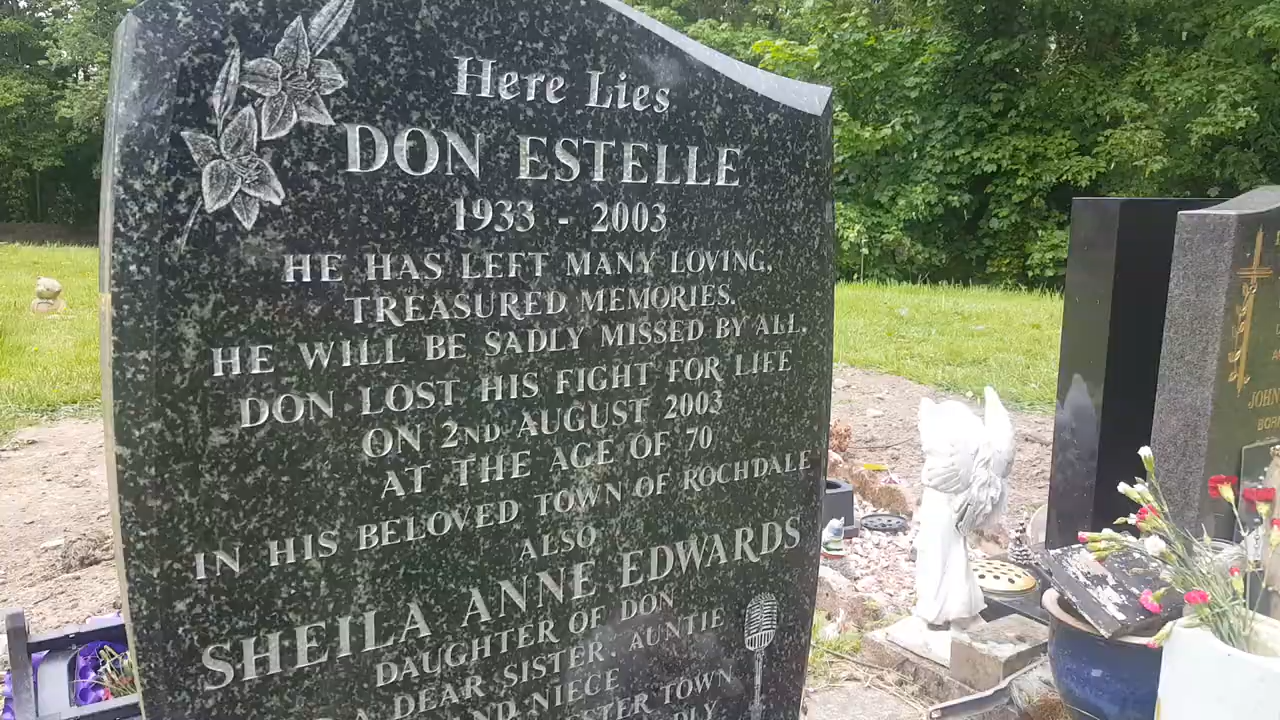 Here Lies
DON ESTELLE
1933 - 2003
HE HAS LEFT MANY LOVING,
TREASURED MEMORIES.
HE WILL BE SADLY MISSED BY ALL.
DON LOST HIS FIGHT FOR LIFE
ON 2ND AUGUST 2003
AT THE AGE OF 70
IN HIS BELOVED TOWN OF ROCHDALE
ALSO
SHEILA ANNE EDWARDS
DAUGHTER OF DON
A DEAR SISTER, AUNTIE
AND NIECE
TOWN
JOHN
BOR